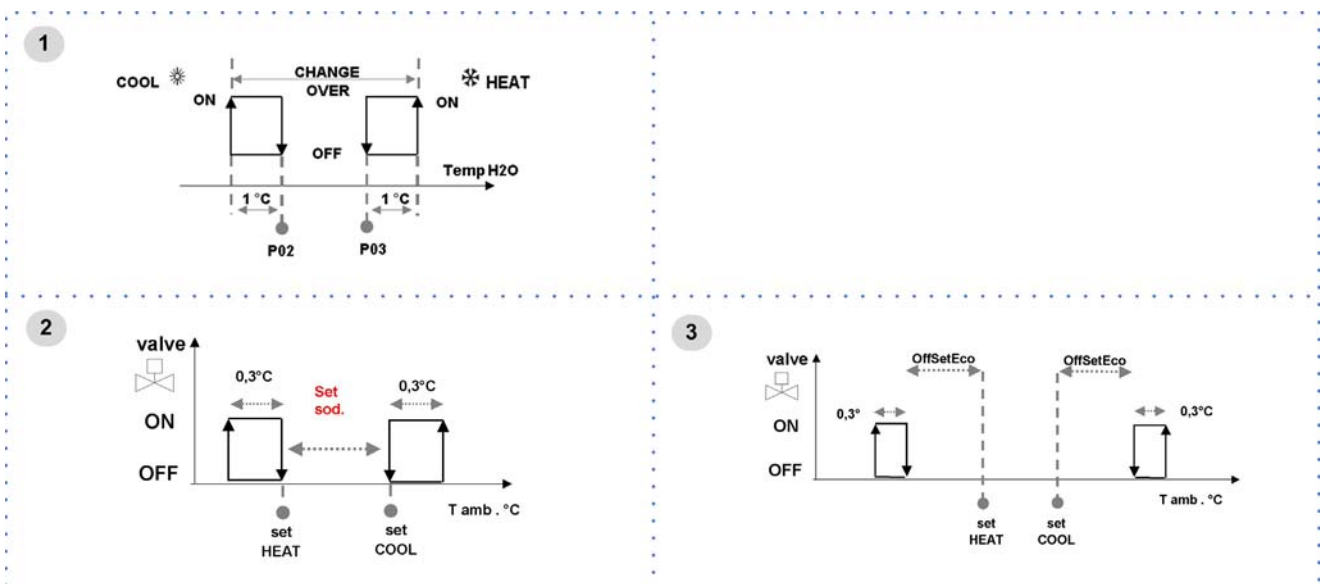 1
COOL
CHANGE
OVER
HEAT
ON
ON
OFF
Temp H2O
1 °C
1 °C
P02
P03
2
valve
0,3°C
Set
sod.
0,3°C
ON
OFF
T amb . °C
set
HEAT
set
COOL
3
valve
OffSetEco
OffSetEco
0,3°
0,3°C
ON
OFF
T amb . °C
set
HEAT
set
COOL